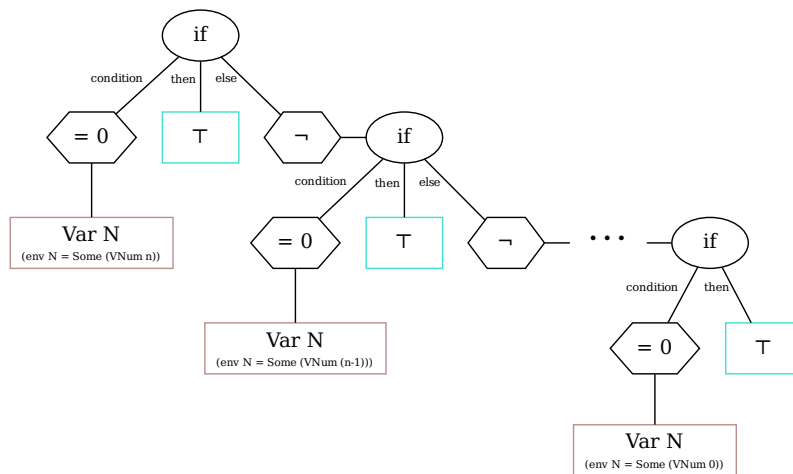 if
condition
then
else
= 0
⊤
¬
if
Var N
(env N = Some (VNum n))
condition
then
else
= 0
⊤
¬
...
if
Var N
(env N = Some (VNum (n-1)))
condition
then
= 0
⊤
Var N
(env N = Some (VNum 0))